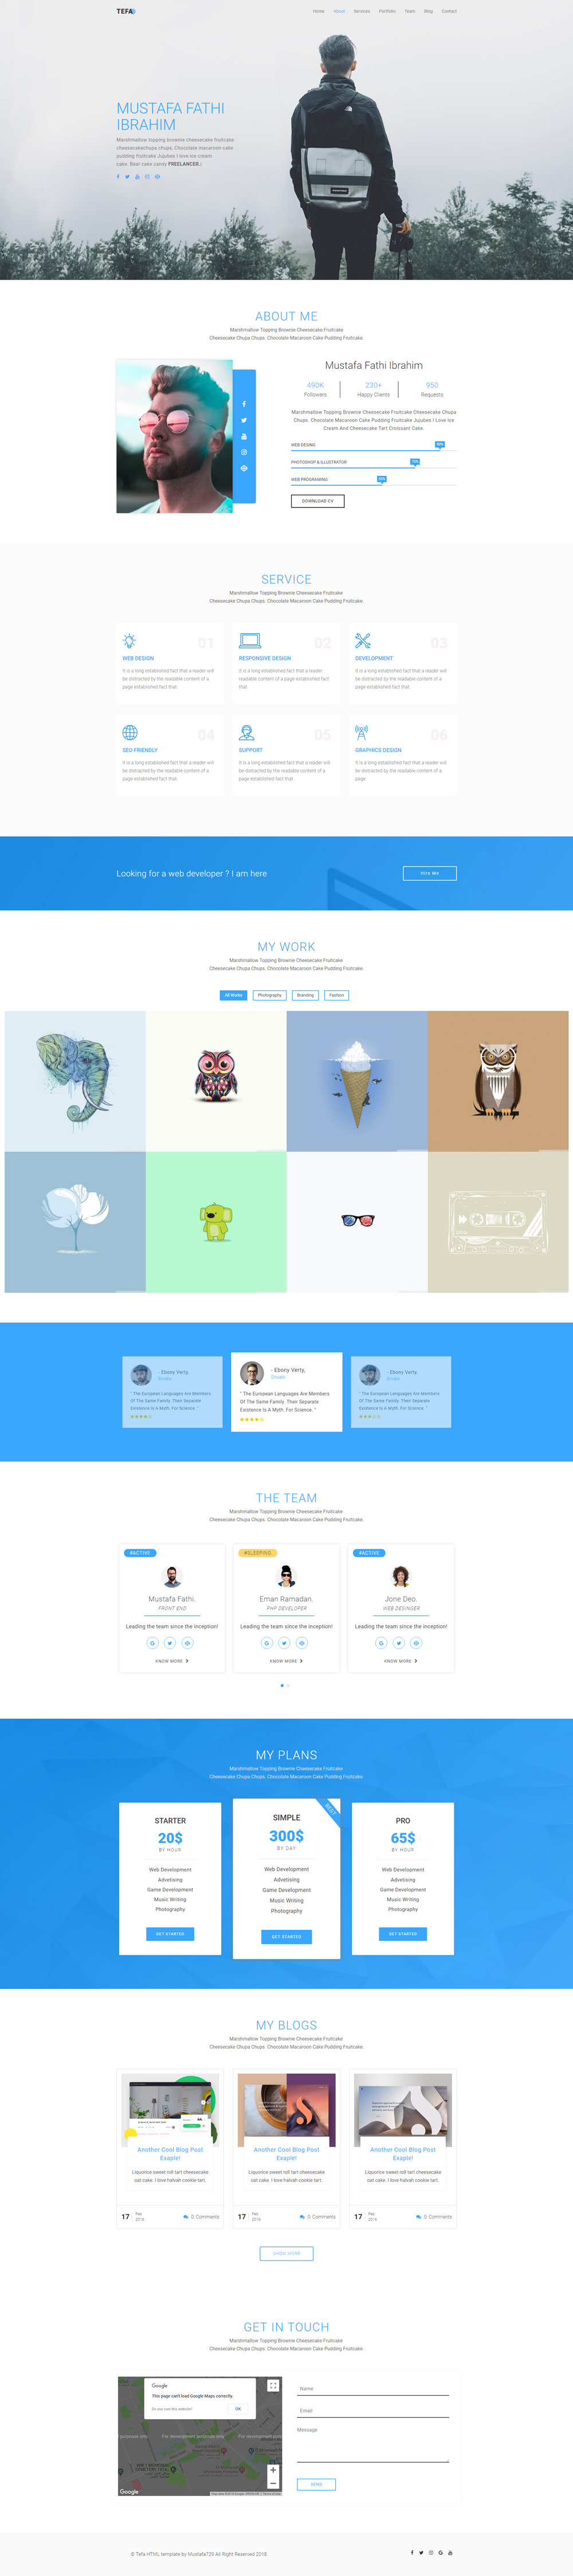 TEFA
Home About Services Portfolio Team Blog Contact
MUSTAFA FATHI
IBRAHIM
Marshmallow topping brownie cheesecake fruitcake
cheesecakechupa chups. Chocolate macaroon cake
pudding fruitcake Jujubes I love ice cream
cake. Bear cake candy FREELANCER.
ABOUT ME
Marshmallow Topping Brownie Cheesecake Fruitcake
Cheesecake Chupa Chups. Chocolate Macaroon Cake Pudding Fruitcake.
Mustafa Fathi Ibrahim
490K 230+ 950
Followers Happy Clients Requests
Marshmallow Topping Brownie Cheesecake Fruitcake Cheesecake Chupa
Chups. Chocolate Macaroon Cake Pudding Fruitcake Jujubes I Love Ice
Cream And Cheesecake Tart Croissant Cake.
WEB DESING
PHOTOSHOP & ILLUSTRATOR
WEB PROGRAMING
DOWNLOAD CV
SERVICE
Marshmallow Topping Brownie Cheesecake Fruitcake
Cheesecake Chupa Chups. Chocolate Macaroon Cake Pudding Fruitcake.
01
WEB DESIGN
It is a long established fact that a reader will
be distracted by the readable content of a
page established fact that.
02
RESPONSIVE DESIGN
It is a long established fact that a reader
readable content of a page established fact
that
03
DEVELOPMENT
It is a long established fact that a reader will
be distracted by the readable content of a
page established fact that.
04
SEO FRIENDLY
It is a long established fact that a reader will
be distracted by the readable content of a
page established fact that
05
SUPPORT
It is a long established fact that a reader will
be distracted by the readable content of a
page established fact that.
06
GRAPHICS DESIGN
It is a long established fact that a reader will
be distracted by the readable content of a
page.
Looking for a web developer ? I am here
Hire Me
MY WORK
Marshmallow Topping Brownie Cheesecake Fruitcake
Cheesecake Chupa Chups. Chocolate Macaroon Cake Pudding Fruitcake.
All Works Photography Branding Fashion
- Ebony Verty,
Envato
" The European Languages Are Members
Of The Same Family. Their Separate
Existence Is A Myth. For Science. "
- Ebony Verty,
Envato
" The European Languages Are Members
Of The Same Family. Their Separate
Existence Is A Myth. For Science. "
- Ebony Verty,
Envato
" The European Languages Are Members
Of The Same Family. Their Separate
Existence Is A Myth. For Science. "
THE TEAM
Marshmallow Topping Brownie Cheesecake Fruitcake
Cheesecake Chupa Chups. Chocolate Macaroon Cake Pudding Fruitcake.
#ACTIVE
Mustafa Fathi.
FRONT END
Leading the team since the inception!
KNOW MORE
#SLEEPING
Eman Ramadan.
PHP DEVELOPER
Leading the team since the inception!
KNOW MORE
#ACTIVE
Jone Deo.
WEB DESINGER
Leading the team since the inception!
KNOW MORE
MY PLANS
Marshmallow Topping Brownie Cheesecake Fruitcake
Cheesecake Chupa Chups. Chocolate Macaroon Cake Pudding Fruitcake.
STARTER
20$
BY HOUR
Web Development
Advetising
Game Development
Music Writing
Photography
GET STARTED
BEST
SIMPLE
300$
BY DAY
Web Development
Advetising
Game Development
Music Writing
Photography
GET STARTED
PRO
65$
BY HOUR
Web Development
Advetising
Game Development
Music Writing
Photography
GET STARTED
MY BLOGS
Marshmallow Topping Brownie Cheesecake Fruitcake
Cheesecake Chupa Chups. Chocolate Macaroon Cake Pudding Fruitcake.
Another Cool Blog Post
Exaple!
Liquorice sweet roll tart cheesecake
oat cake. I love halvah cookie tart.
17 Feb 2018 0 Comments
Another Cool Blog Post
Exaple!
Liquorice sweet roll tart cheesecake
oat cake. I love halvah cookie tart.
17 Feb 2018 0 Comments
Another Cool Blog Post
Exaple!
Liquorice sweet roll tart cheesecake
oat cake. I love halvah cookie tart.
17 Feb 2018 0 Comments
SHOW MORE
GET IN TOUCH
Marshmallow Topping Brownie Cheesecake Fruitcake
Cheesecake Chupa Chups. Chocolate Macaroon Cake Pudding Fruitcake.
Google
This page can't load Google Maps correctly.
Do you own this website? OK
For development purposes only
Google
Name
Email
Message
SEND
© Tefa HTML template by Mustafa729 All Right Reserved 2018